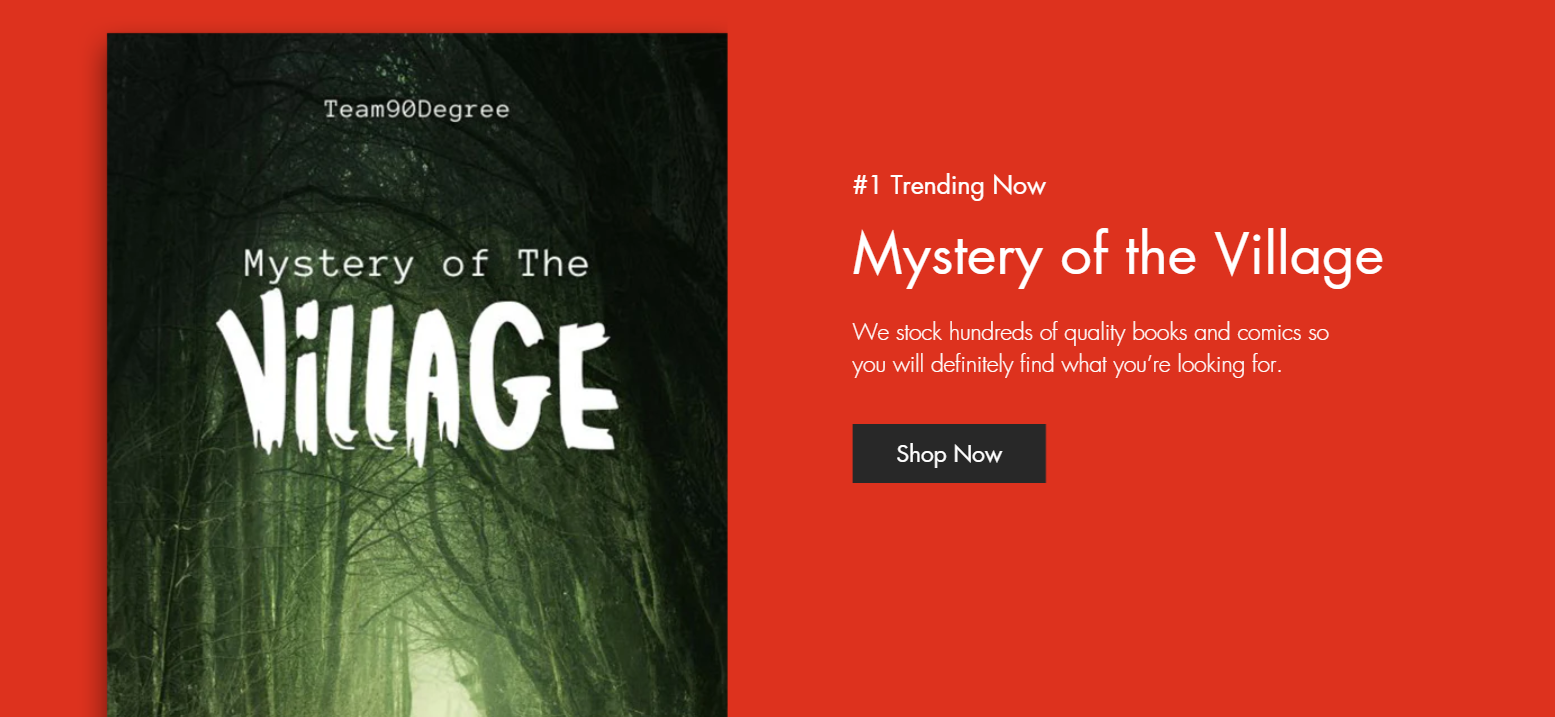 Team90Degree
Mystery of The
ViLLAGE
#1 Trending Now
Mystery of the Village
We stock hundreds of quality books and comics so
you will definitely find what you're looking for.
Shop Now